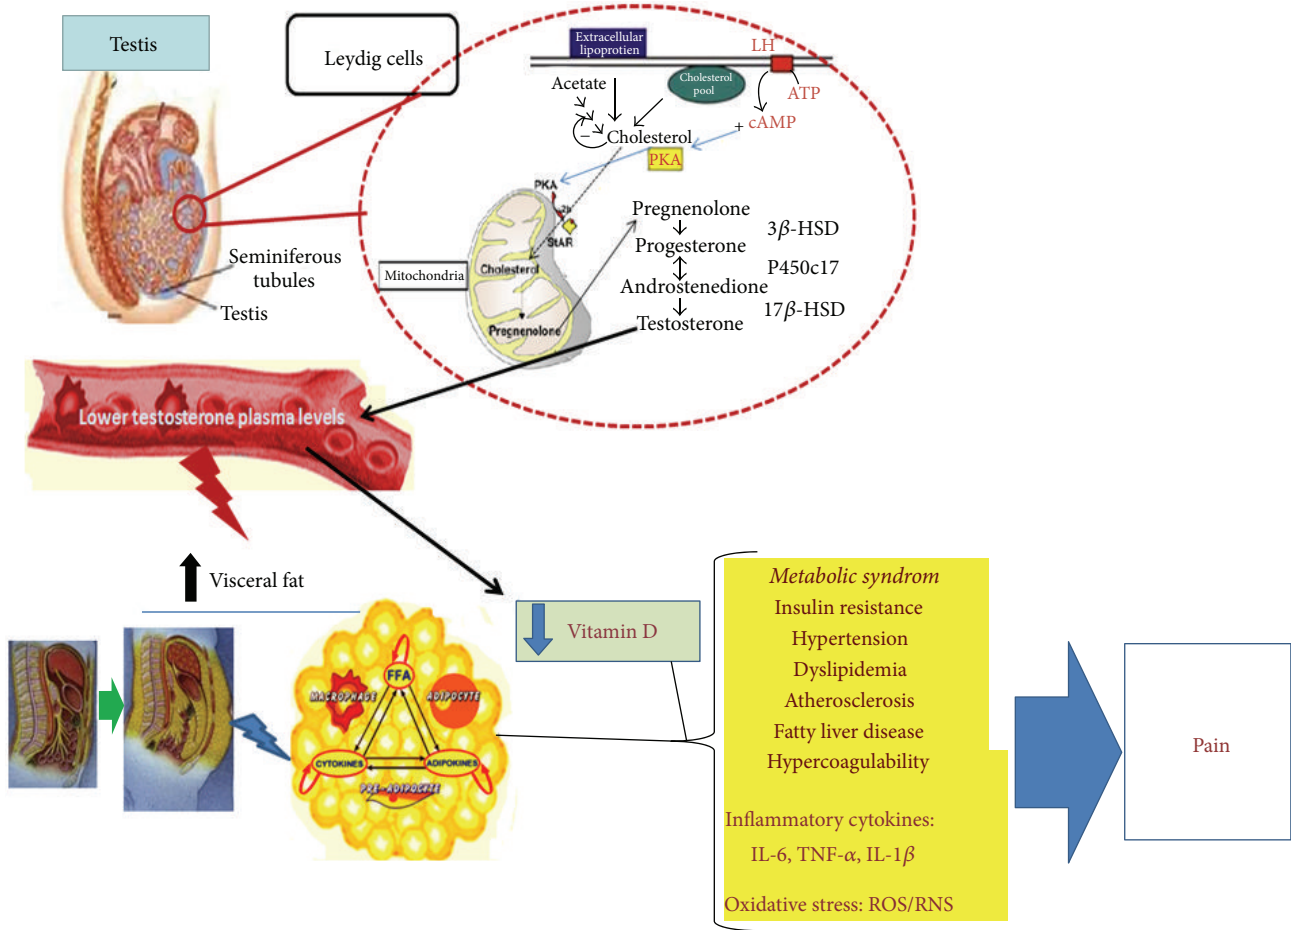 Testis
Leydig cells
Extracellular
lipoprotien
LH
Acetate
Cholesterol
pool
ATP
+
cAMP
−
Cholesterol
PKA
PKA
StAR
Pregnenolone
3β-HSD
Progesterone
P450c17
Androstenedione
17β-HSD
Testosterone
Mitochondria
Cholesterol
Pregnenolone
Seminiferous
tubules
Testis
Lower testosterone plasma levels
Visceral fat
FFA
MACROPHAGE
ADIPOCYTE
CYTOKINES
ADIPOKINES
PRE-ADIPOCYTE
Vitamin D
Metabolic syndrom
Insulin resistance
Hypertension
Dyslipidemia
Atherosclerosis
Fatty liver disease
Hypercoagulability
Inflammatory cytokines:
IL-6, TNF-α, IL-1β
Oxidative stress: ROS/RNS
Pain